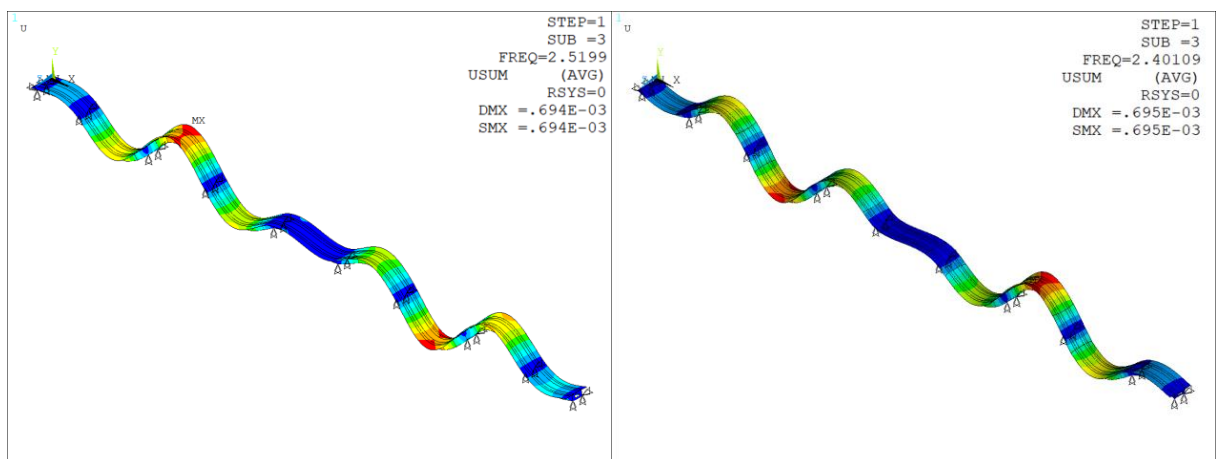 1
U
STEP=1
SUB =3
FREQ=2.5199
USUM (AVG)
RSYS=0
DMX =.694E-03
SMX =.694E-03
Y
X
MX
1
U
STEP=1
SUB =3
FREQ=2.40109
USUM (AVG)
RSYS=0
DMX =.695E-03
SMX =.695E-03
Y
X